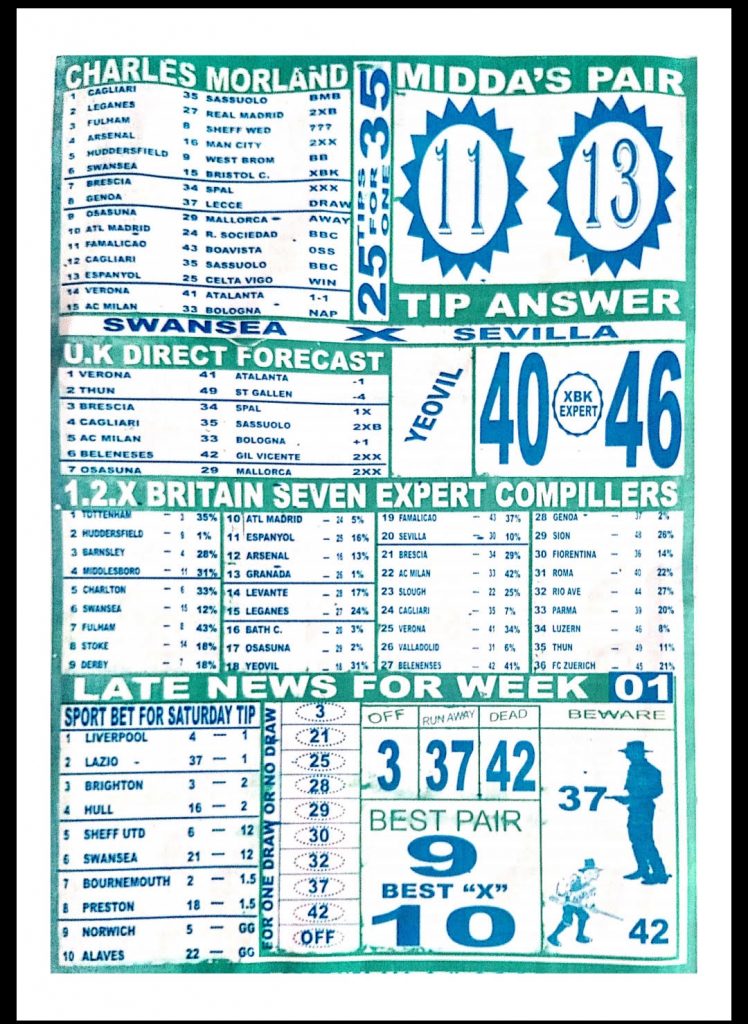 CHARLES MORLAND
1 CAGLIARI 35 SASSUOLO BMB
2 LEGANES 27 REAL MADRID 2XB
3 FULHAM 8 SHEFF WED ???
4 ARSENAL 16 MAN CITY 2XX
5 HUDDERSFIELD 9 WEST BROM BB
6 SWANSEA 15 BRISTOL C. XBK
7 BRESCIA 34 SPAL XXX
8 GENOA 37 LECCE DRAW
9 OSASUNA 29 MALLORCA AWAY
10 ATL MADRID 24 R. SOCIEDAD BBC
11 FAMALICAO 43 BOAVISTA OSS
12 CAGLIARI 35 SASSUOLO BBC
13 ESPANYOL 25 CELTA VIGO WIN
14 VERONA 41 ATALANTA 1-1
15 AC MILAN 33 BOLOGNA NAP
25 TIPS FOR ONE 35
MIDDA'S PAIR
11 13
TIP ANSWER
SWANSEA X SEVILLA
U.K DIRECT FORECAST
1 VERONA 41 ATALANTA -1
2 THUN 49 ST GALLEN -4
3 BRESCIA 34 SPAL 1X
4 CAGLIARI 35 SASSUOLO 2XB
5 AC MILAN 33 BOLOGNA +1
6 BELENESES 42 GIL VICENTE 2XX
7 OSASUNA 29 MALLORCA 2XX
YEOVIL
40 XBK EXPERT 46
1.2.X BRITAIN SEVEN EXPERT COMPILLERS
1 TOTTENHAM - 3 35%
2 HUDDERSFIELD - 9 1%
3 BARNSLEY - 4 28%
4 MIDDLESBORO - 11 31%
5 CHARLTON - 6 33%
6 SWANSEA - 15 12%
7 FULHAM - 8 43%
8 STOKE - 14 18%
9 DERBY - 7 18%
10 ATL MADRID - 24 5%
11 ESPANYOL - 25 16%
12 ARSENAL - 16 13%
13 GRANADA - 26 1%
14 LEVANTE - 28 17%
15 LEGANES - 27 24%
16 BATH C. - 20 3%
17 OSASUNA - 29 2%
18 YEOVIL - 18 31%
19 FAMALICAO - 43 37%
20 SEVILLA - 30 10%
21 BRESCIA - 34 29%
22 AC MILAN - 33 42%
23 SLOUGH - 22 25%
24 CAGLIARI - 35 7%
25 VERONA - 41 34%
26 VALLADOLID - 31 6%
27 BELENENSES - 42 41%
28 GENOA - 37 2%
29 SION - 48 26%
30 FIORENTINA - 36 14%
31 ROMA - 40 22%
32 RIO AVE - 44 27%
33 PARMA - 39 20%
34 LUZERN - 46 8%
35 THUN - 49 11%
36 FC ZUERICH - 45 21%
LATE NEWS FOR WEEK 01
SPORT BET FOR SATURDAY TIP
1 LIVERPOOL 4 — 1
2 LAZIO - 37 — 1
3 BRIGHTON 3 — 2
4 HULL 16 — 2
5 SHEFF UTD 6 — 12
6 SWANSEA 21 — 12
7 BOURNEMOUTH 2 — 1.5
8 PRESTON 18 — 1.5
9 NORWICH 5 — GG
10 ALAVES 22 — GG
FOR ONE DRAW OR NO DRAW
3
21
25
28
29
30
32
37
42
OFF
OFF RUN AWAY DEAD
3 37 42
BEST PAIR
9
BEST "X"
10
BEWARE
37
42